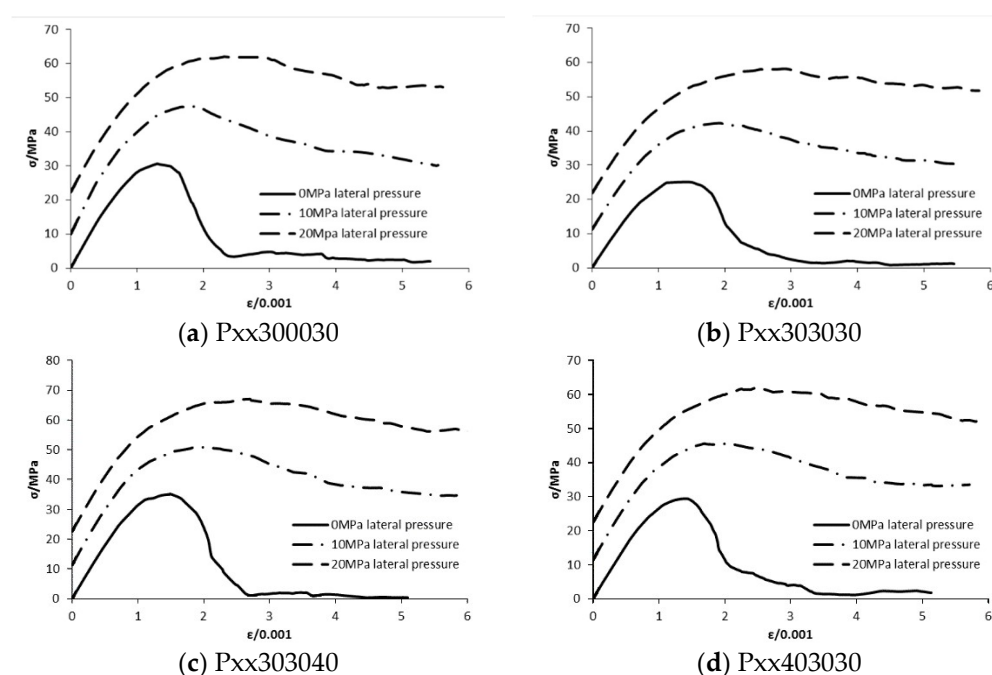 70
60
50
40
30
20
10
0
σ/MPa
0MPa lateral pressure
10MPa lateral pressure
20Mpa lateral pressure
0 1 2 3 4 5 6
ε/0.001
(a) Pxx300030
70
60
50
40
30
20
10
0
σ/MPa
0MPa lateral pressure
10MPa lateral pressure
20MPa lateral pressure
0 1 2 3 4 5 6
ε/0.001
(b) Pxx303030
80
70
60
50
40
30
20
10
0
σ/MPa
0MPa lateral pressure
10MPa lateral pressure
20MPa lateral pressure
0 1 2 3 4 5 6
ε/0.001
(c) Pxx303040
70
60
50
40
30
20
10
0
σ/MPa
0MPa lateral pressure
10MPa lateral pressure
20MPa lateral pressure
0 1 2 3 4 5 6
ε/0.001
(d) Pxx403030